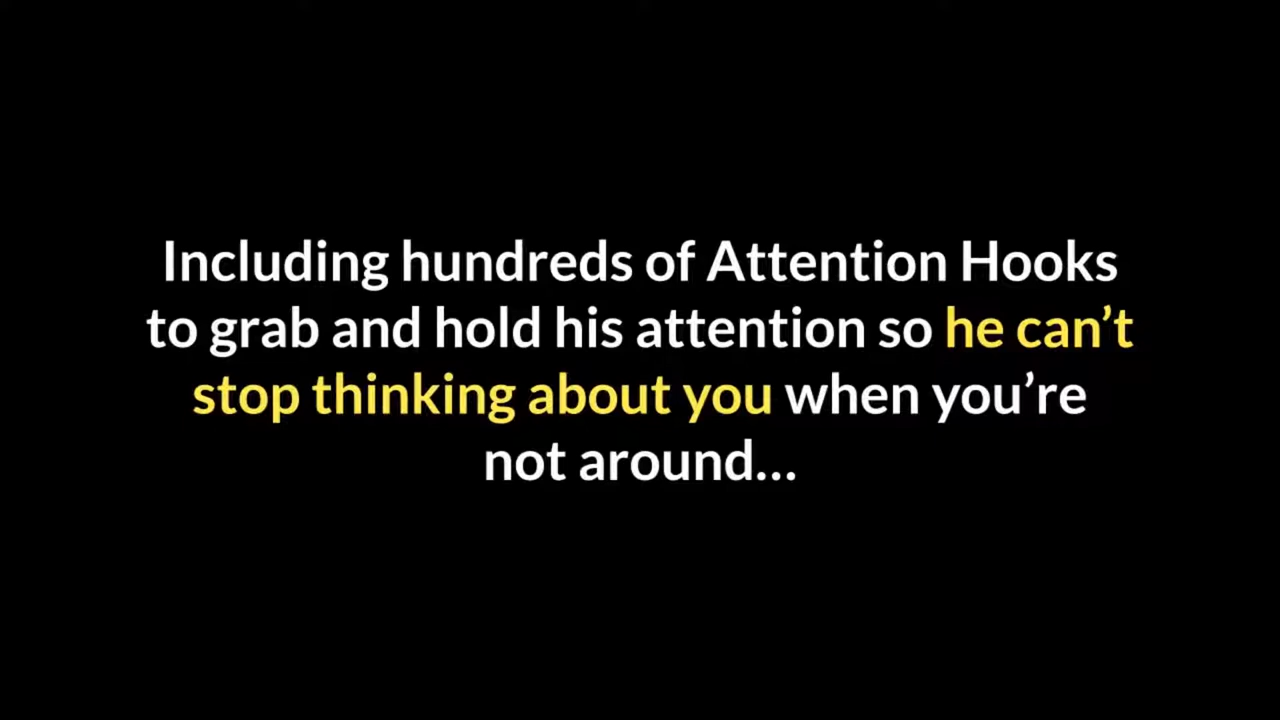 Including hundreds of Attention Hooks
to grab and hold his attention so he can’t
stop thinking about you when you’re
not around...